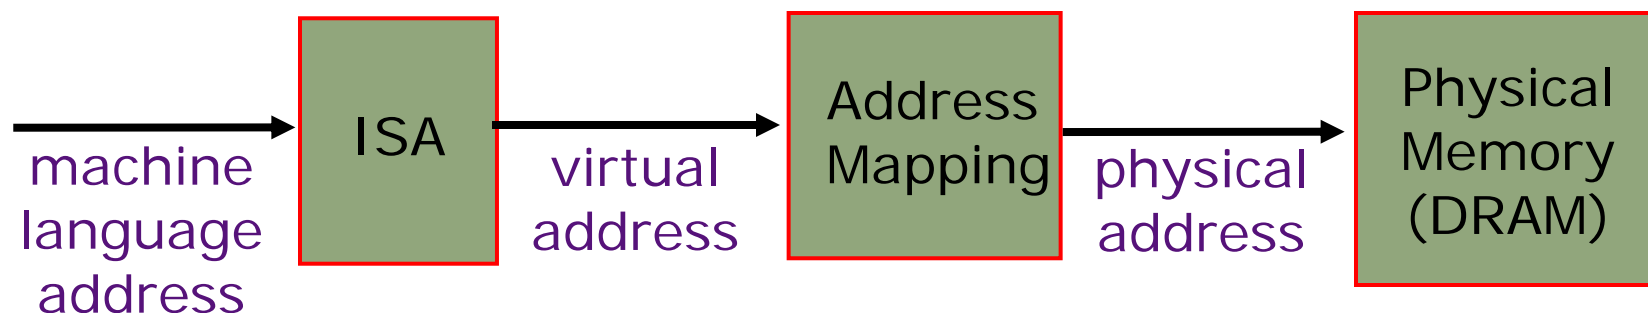 machine
language
address
ISA
virtual
address
Address
Mapping
physical
address
Physical
Memory
(DRAM)